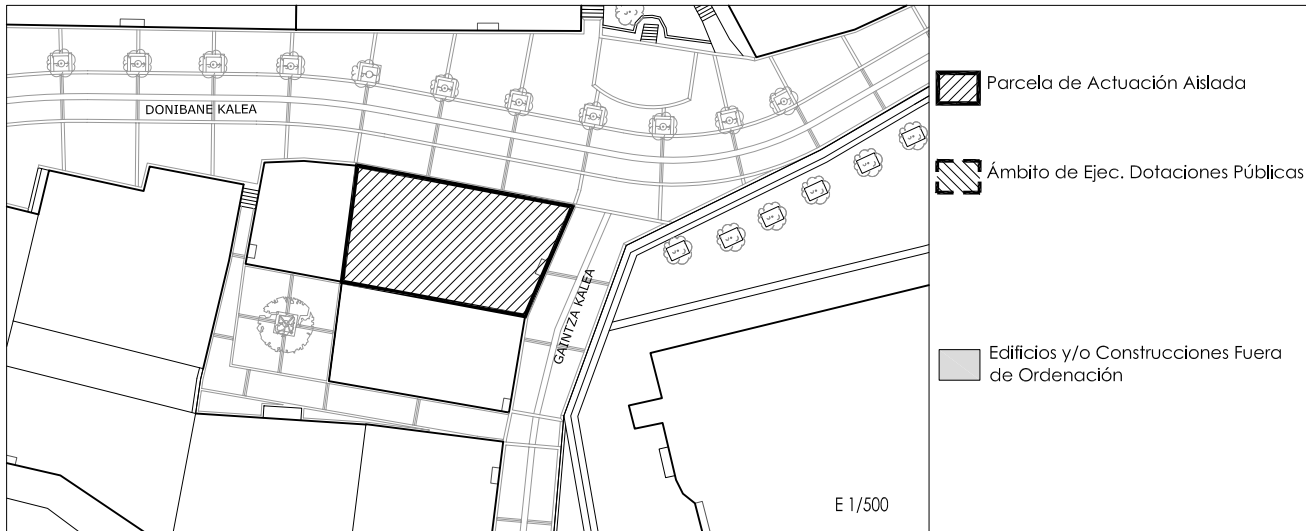 DONIBANE KALEA
GAINTZA KALEA
E 1/500
Parcela de Actuación Aislada
Ámbito de Ejec. Dotaciones Públicas
Edificios y/o Construcciones Fuera
de Ordenación